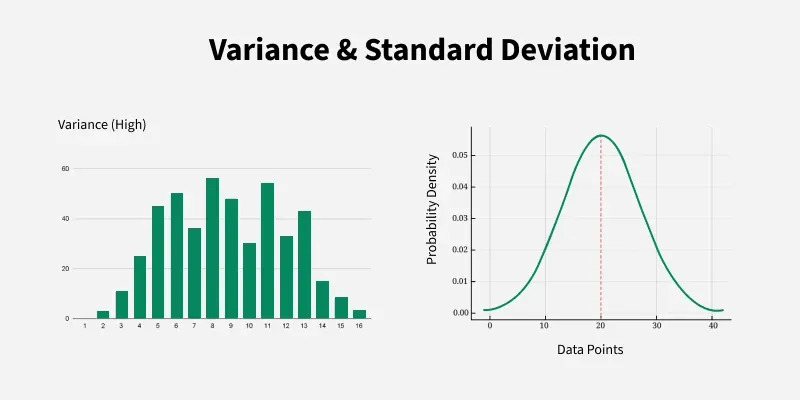 Variance & Standard Deviation
Variance (High)
60
40
20
0
1 2 3 4 5 6 7 8 9 10 11 12 13 14 15 16
Probability Density
0.05
0.04
0.03
0.02
0.01
0.00
0 10 20 30 40
Data Points